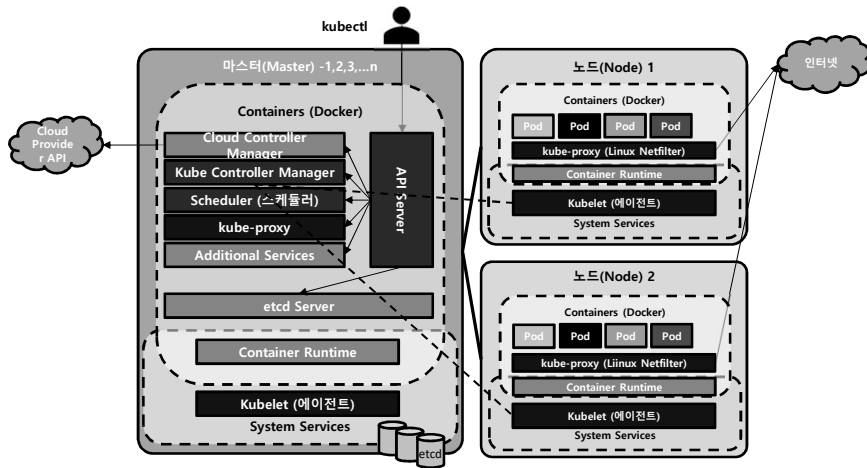 kubectl
마스터(Master) -1,2,3,...n
Containers (Docker)
Cloud Controller
Manager
Kube Controller Manager
Scheduler (스케듈러)
kube-proxy
Additional Services
API Server
etcd Server
Container Runtime
Kubelet (에이전트)
System Services
etcd
Cloud
Provide
r API
노드(Node) 1
Containers (Docker)
Pod Pod Pod Pod
kube-proxy (Linux Netfilter)
Container Runtime
Kubelet (에이전트)
System Services
노드(Node) 2
Containers (Docker)
Pod Pod Pod Pod
kube-proxy (Liinux Netfilter)
Container Runtime
Kubelet (에이전트)
System Services
인터넷